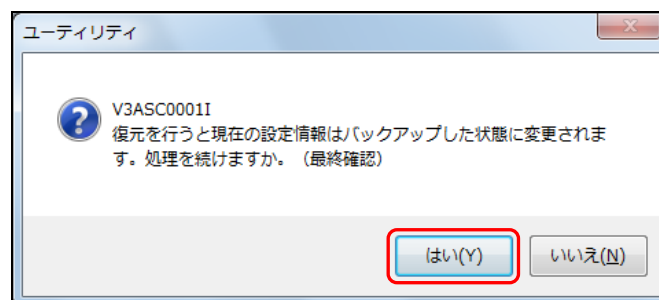 ユーティリティ
V3ASC0001I
復元を行うと現在の設定情報はバックアップした状態に変更されま
す。処理を続けますか。（最終確認）
はい(Y)
いいえ(N)